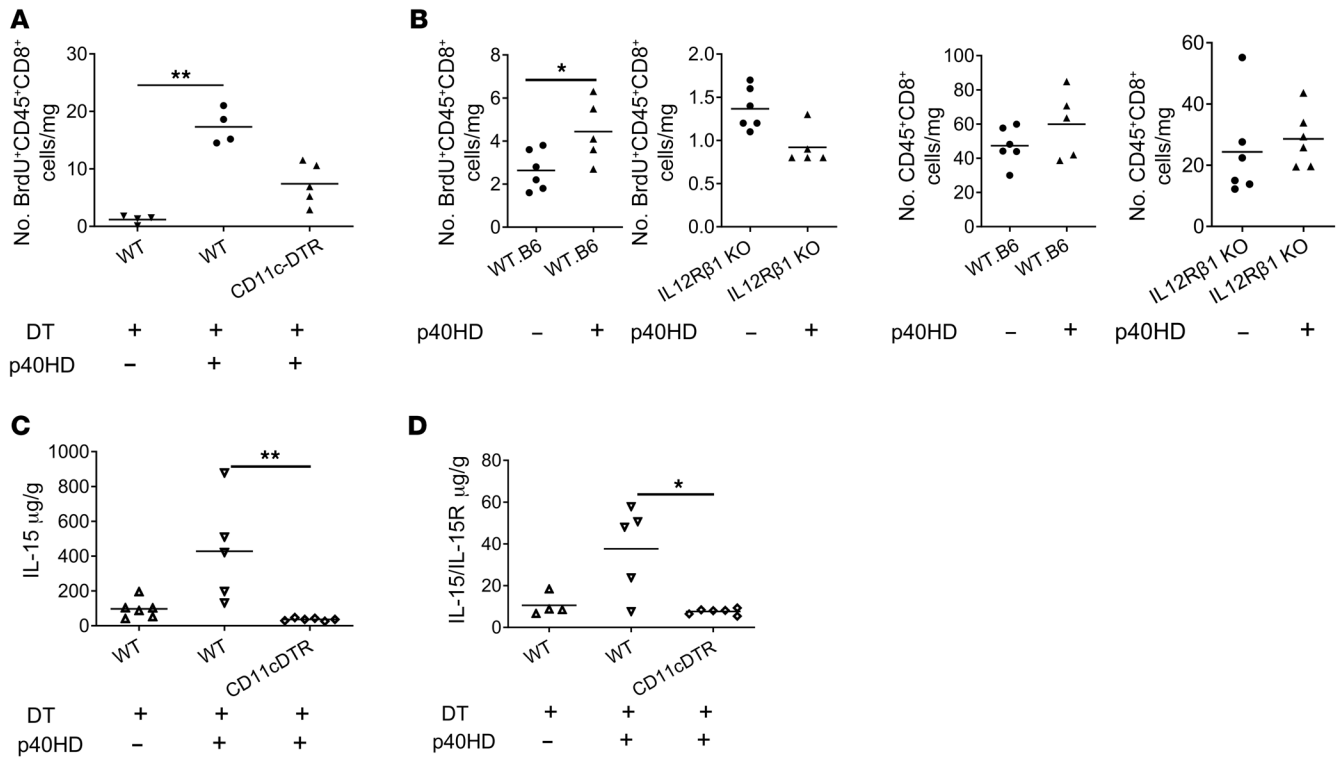 A
No. BrdU⁺CD45⁺CD8⁺
cells/mg
30
20
10
0
**
WT
WT
CD11c-DTR
DT + + +
p40HD – + +
B
No. BrdU⁺CD45⁺CD8⁺
cells/mg
8
6
4
2
0
*
WT.B6
WT.B6
p40HD – +
No. BrdU⁺CD45⁺CD8⁺
cells/mg
2.0
1.5
1.0
0.5
0.0
IL12Rβ1 KO
IL12Rβ1 KO
p40HD – +
No. CD45⁺CD8⁺
cells/mg
100
80
60
40
20
0
WT.B6
WT.B6
p40HD – +
No. CD45⁺CD8⁺
cells/mg
60
40
20
0
IL12Rβ1 KO
IL12Rβ1 KO
p40HD – +
C
IL-15 μg/g
1000
800
600
400
200
0
**
WT
WT
CD11cDTR
DT + + +
p40HD – + +
D
IL-15/IL-15R μg/g
80
60
40
20
0
*
WT
WT
CD11cDTR
DT + + +
p40HD – + +